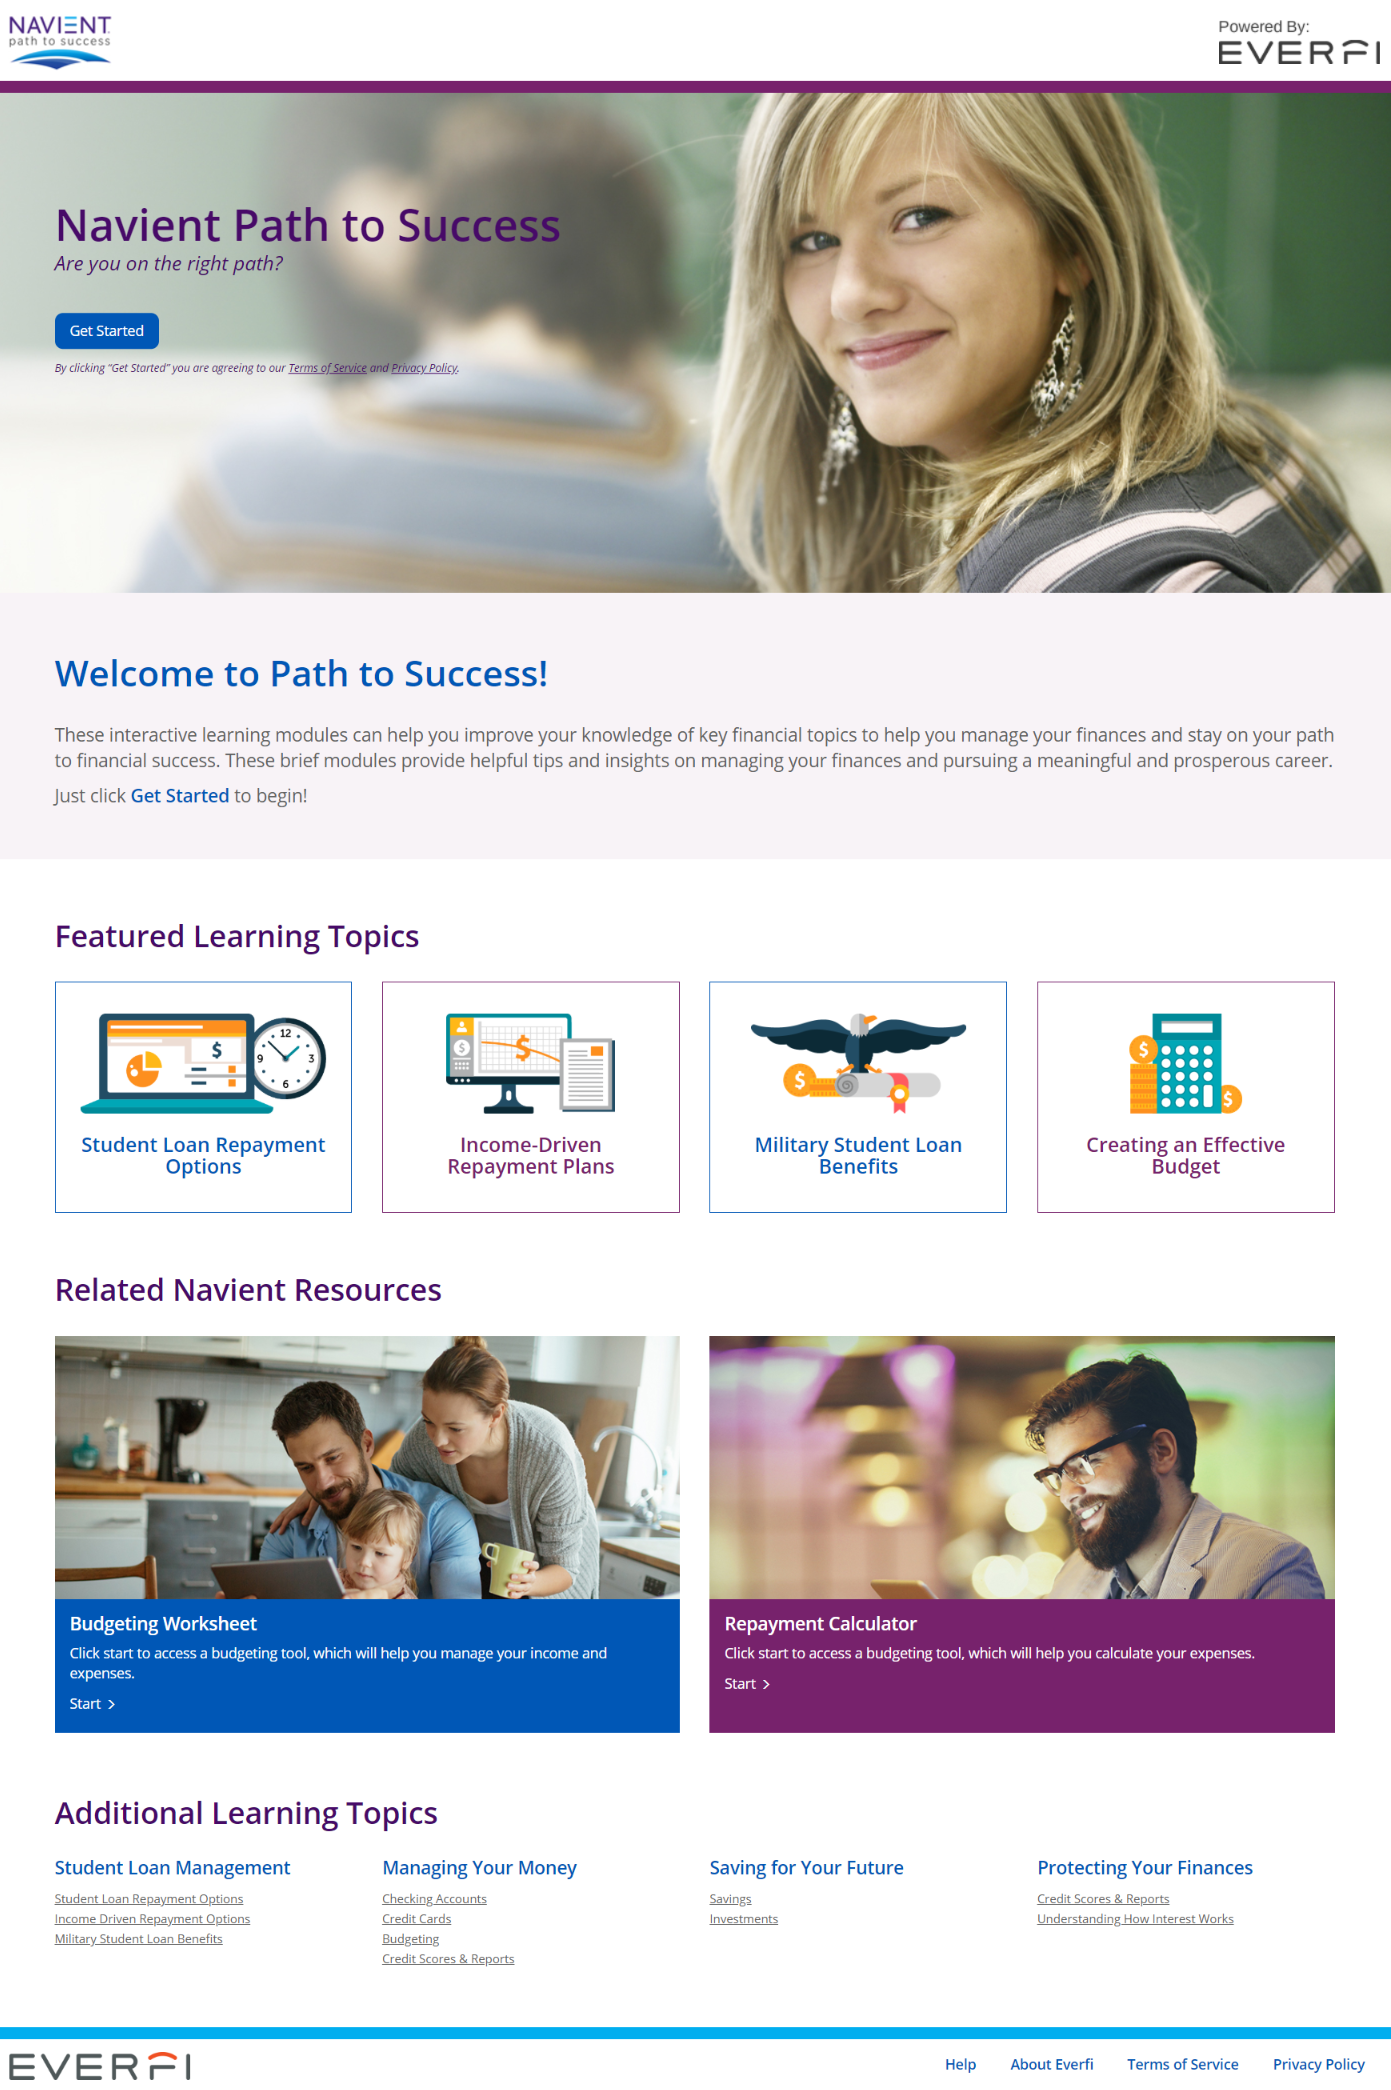 NAVIENT
path to success
Powered By:
EVERFI
Navient Path to Success
Are you on the right path?
Get Started
By clicking "Get Started" you are agreeing to our Terms of Service and Privacy Policy.
Welcome to Path to Success!
These interactive learning modules can help you improve your knowledge of key financial topics to help you manage your finances and stay on your path
to financial success. These brief modules provide helpful tips and insights on managing your finances and pursuing a meaningful and prosperous career.
Just click Get Started to begin!
Featured Learning Topics
$
12
3
6
9
Student Loan Repayment
Options
$
$
Income-Driven
Repayment Plans
$
Military Student Loan
Benefits
$
$
Creating an Effective
Budget
Related Navient Resources
Budgeting Worksheet
Click start to access a budgeting tool, which will help you manage your income and
expenses.
Start >
Repayment Calculator
Click start to access a budgeting tool, which will help you calculate your expenses.
Start >
Additional Learning Topics
Student Loan Management
Student Loan Repayment Options
Income Driven Repayment Options
Military Student Loan Benefits
Managing Your Money
Checking Accounts
Credit Cards
Budgeting
Credit Scores & Reports
Saving for Your Future
Savings
Investments
Protecting Your Finances
Credit Scores & Reports
Understanding How Interest Works
EVERFI
Help
About Everfi
Terms of Service
Privacy Policy